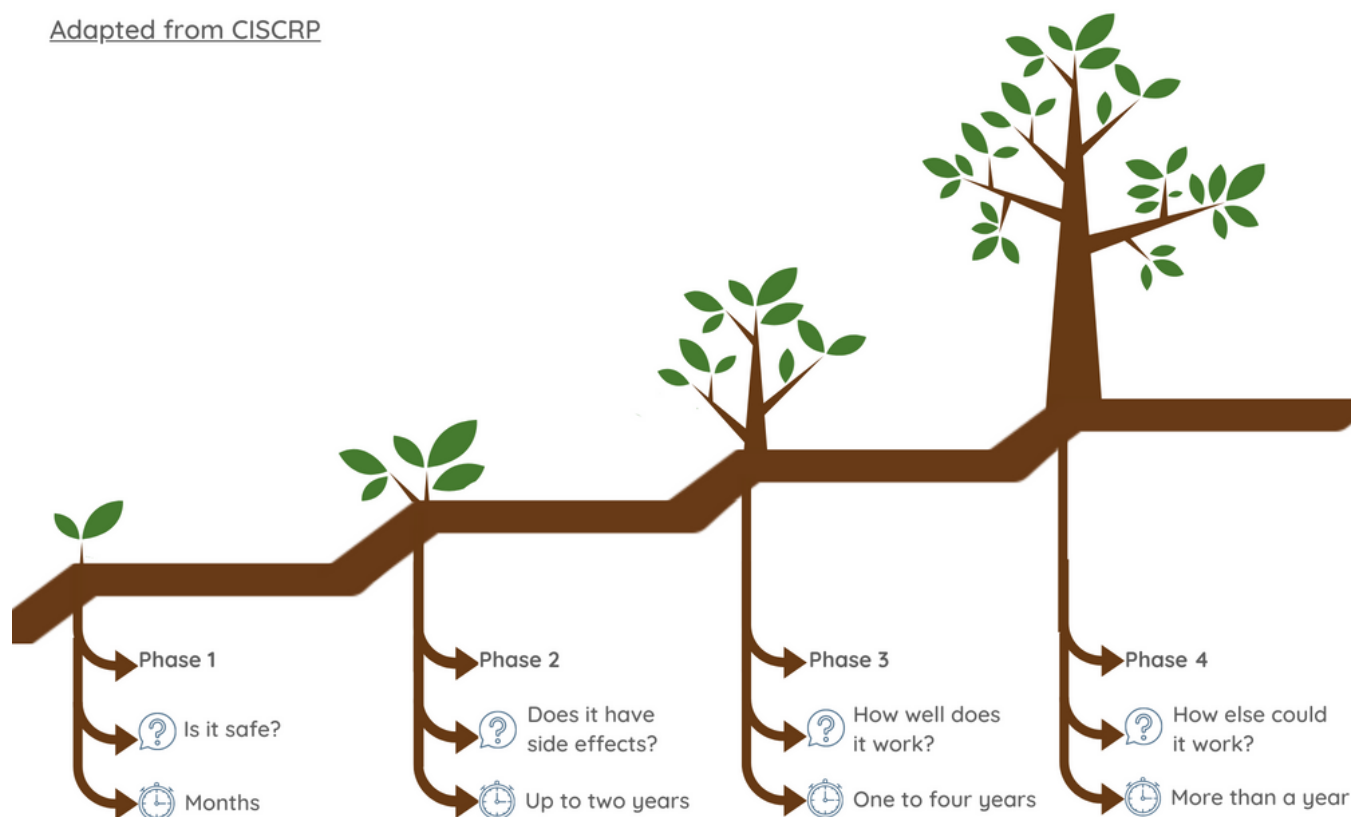 Adapted from CISCRP
Phase 1
Is it safe?
Months
Phase 2
Does it have
side effects?
Up to two years
Phase 3
How well does
it work?
One to four years
Phase 4
How else could
it work?
More than a year